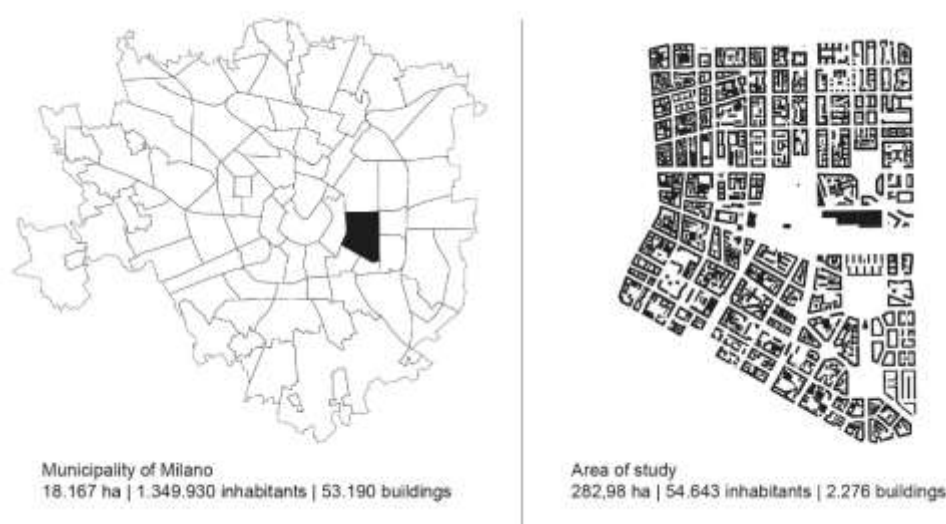 Municipality of Milano
18.167 ha | 1.349.930 inhabitants | 53.190 buildings
Area of study
282,98 ha | 54.643 inhabitants | 2.276 buildings